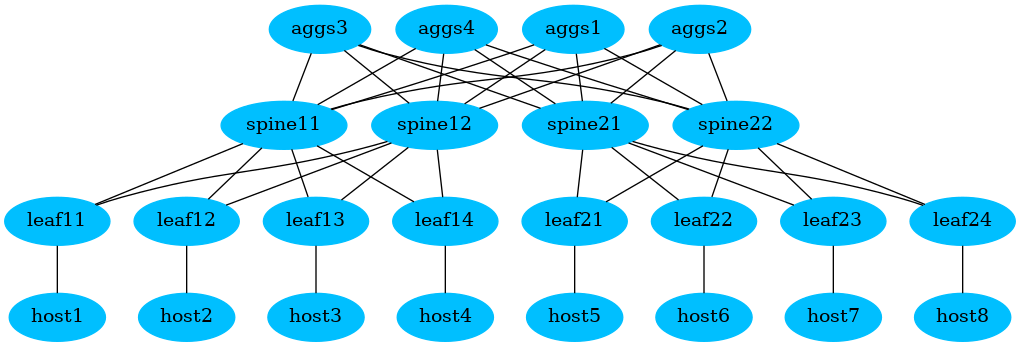 aggs3 aggs4 aggs1 aggs2
spine11 spine12 spine21 spine22
leaf11 leaf12 leaf13 leaf14 leaf21 leaf22 leaf23 leaf24
host1 host2 host3 host4 host5 host6 host7 host8